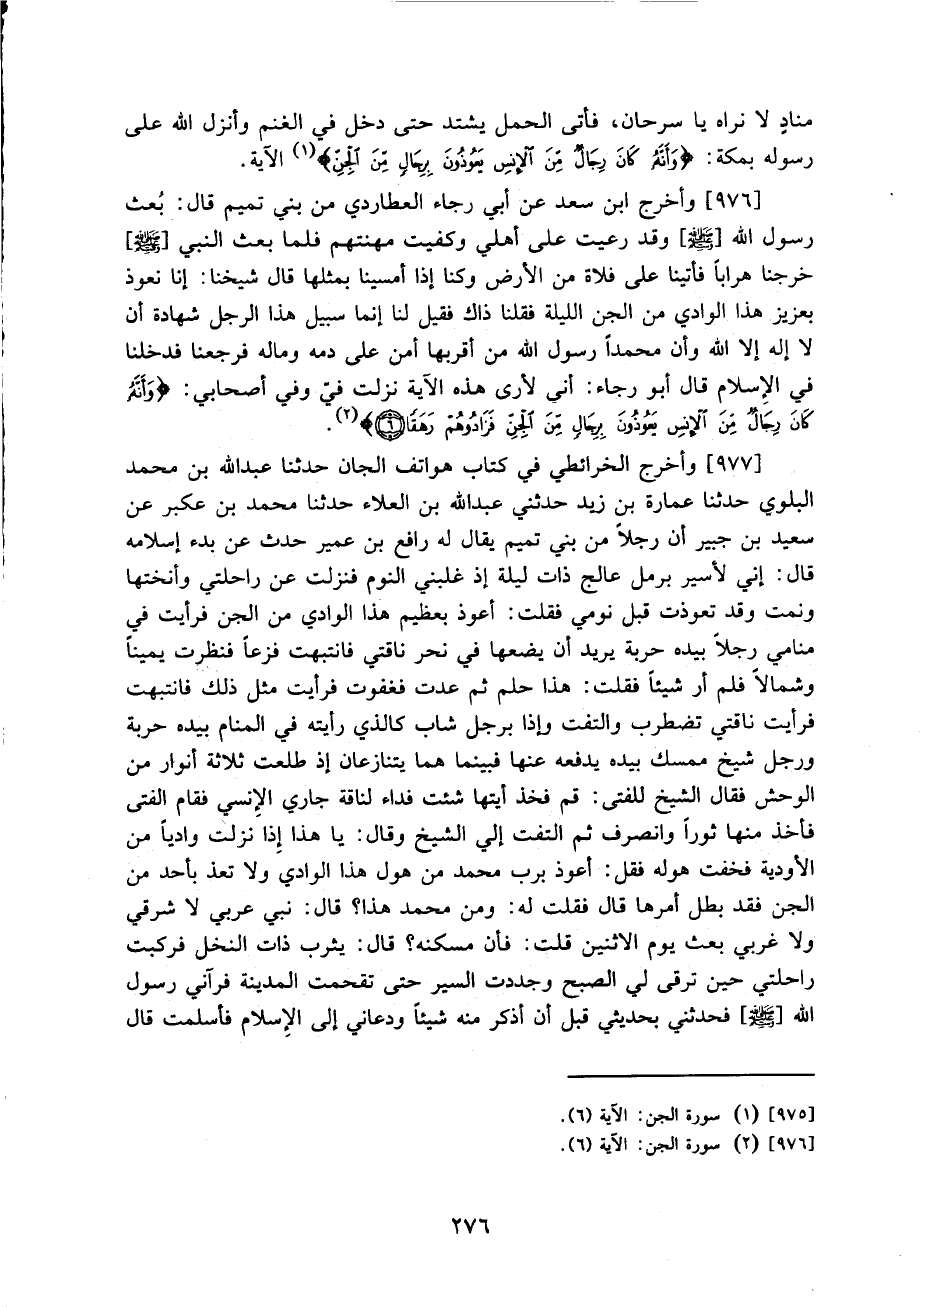 منادٍ لا نراه يا سرحان، فأتى الحمل يشتد حتى دخل في الغنم وأنزل الله على
رسوله بمكة: ﴿وَأَنَّهُ كَانَ رِجَالٌ مِّنَ ٱلْإِنسِ يَعُوذُونَ بِرِجَالٍ مِّنَ ٱلْجِنِّ﴾(١) الآية.
[٩٧٦] وأخرج ابن سعد عن أبي رجاء العطاردي من بني تميم قال: بُعث
رسول الله [ﷺ] وقد رعيت على أهلي وكفيت مهنتهم فلما بعث النبي [ﷺ]
خرجنا هراباً فأتينا على فلاة من الأرض وكنا إذا أمسينا بمثلها قال شيخنا: إنا نعوذ
بعزيز هذا الوادي من الجن الليلة فقلنا ذاك فقيل لنا إنما سبيل هذا الرجل شهادة أن
لا إله إلا الله وأن محمداً رسول الله من أقربها أمن على دمه وماله فرجعنا فدخلنا
في الإسلام قال أبو رجاء: أني لأرى هذه الآية نزلت فيّ وفي أصحابي: ﴿وَأَنَّهُ
كَانَ رِجَالٌ مِّنَ ٱلْإِنسِ يَعُوذُونَ بِرِجَالٍ مِّنَ ٱلْجِنِّ فَزَادُوهُمْ رَهَقًا ٦﴾(٢).
[٩٧٧] وأخرج الخرائطي في كتاب هواتف الجان حدثنا عبدالله بن محمد
البلوي حدثنا عمارة بن زيد حدثني عبدالله بن العلاء حدثنا محمد بن عكبر عن
سعيد بن جبير أن رجلاً من بني تميم يقال له رافع بن عمير حدث عن بدء إسلامه
قال: إني لأسير برمل عالج ذات ليلة إذ غلبني النوم فنزلت عن راحلتي وأنختها
ونمت وقد تعوذت قبل نومي فقلت: أعوذ بعظيم هذا الوادي من الجن فرأيت في
منامي رجلاً بيده حربة يريد أن يضعها في نحر ناقتي فانتبهت فزعاً فنظرت يميناً
وشمالاً فلم أر شيئاً فقلت: هذا حلم ثم عدت فغفوت فرأيت مثل ذلك فانتبهت
فرأيت ناقتي تضطرب والتفت وإذا برجل شاب كالذي رأيته في المنام بيده حربة
ورجل شيخ ممسك بيده يدفعه عنها فبينما هما يتنازعان إذ طلعت ثلاثة أنوار من
الوحش فقال الشيخ للفتى: قم فخذ أيتها شئت فداء لناقة جاري الإنسي فقام الفتى
فأخذ منها ثوراً وانصرف ثم التفت إلي الشيخ وقال: يا هذا إذا نزلت وادياً من
الأودية فخفت هوله فقل: أعوذ برب محمد من هول هذا الوادي ولا تعذ بأحد من
الجن فقد بطل أمرها قال فقلت له: ومن محمد هذا؟ قال: نبي عربي لا شرقي
ولا غربي بعث يوم الاثنين قلت: فأن مسكنه؟ قال: يثرب ذات النخل فركبت
راحلتي حين ترقى لي الصبح وجددت السير حتى تقحمت المدينة فرآني رسول
الله [ﷺ] فحدثني بحديثي قبل أن أذكر منه شيئاً ودعاني إلى الإسلام فأسلمت قال
[٩٧٥] (١) سورة الجن: الآية (٦).
[٩٧٦] (٢) سورة الجن: الآية (٦).
٢٧٦